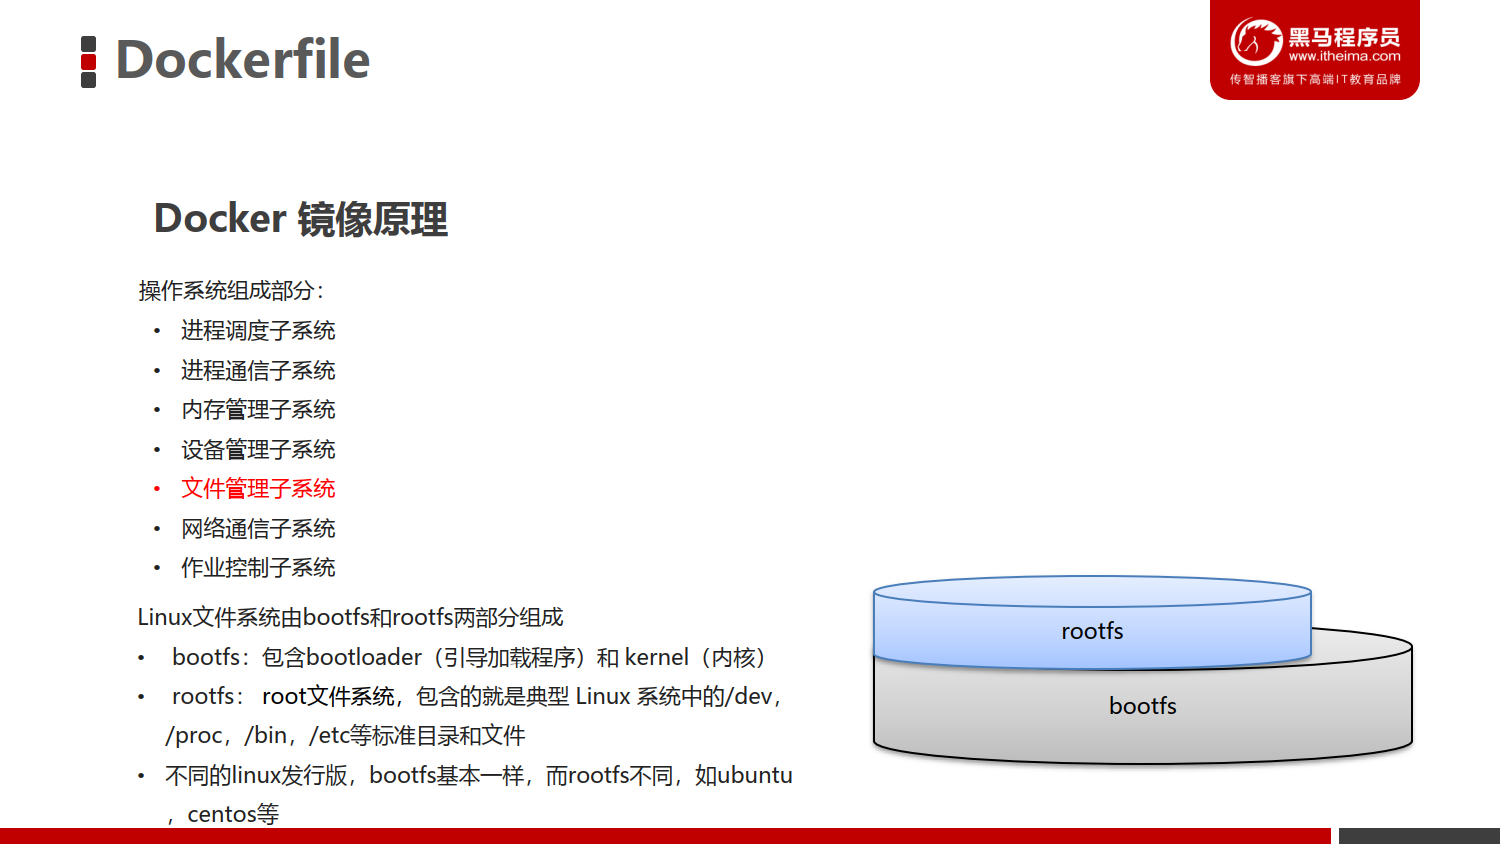 Dockerfile
黑马程序员
www.itheima.com
传智播客旗下高端IT教育品牌
Docker 镜像原理
操作系统组成部分：
• 进程调度子系统
• 进程通信子系统
• 内存管理子系统
• 设备管理子系统
• 文件管理子系统
• 网络通信子系统
• 作业控制子系统
Linux文件系统由bootfs和rootfs两部分组成
• bootfs：包含bootloader（引导加载程序）和 kernel（内核）
• rootfs： root文件系统，包含的就是典型 Linux 系统中的/dev，
/proc，/bin，/etc等标准目录和文件
• 不同的linux发行版，bootfs基本一样，而rootfs不同，如ubuntu
，centos等
rootfs
bootfs